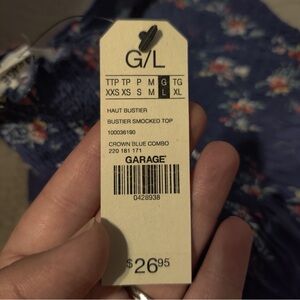 G/L
TTP TP P M G TG
XXS XS S M L XL
HAUT BUSTIER
BUSTIER SMOCKED TOP
100036190
CROWN BLUE COMBO
220 181 171
GARAGE
0428938
$26.95